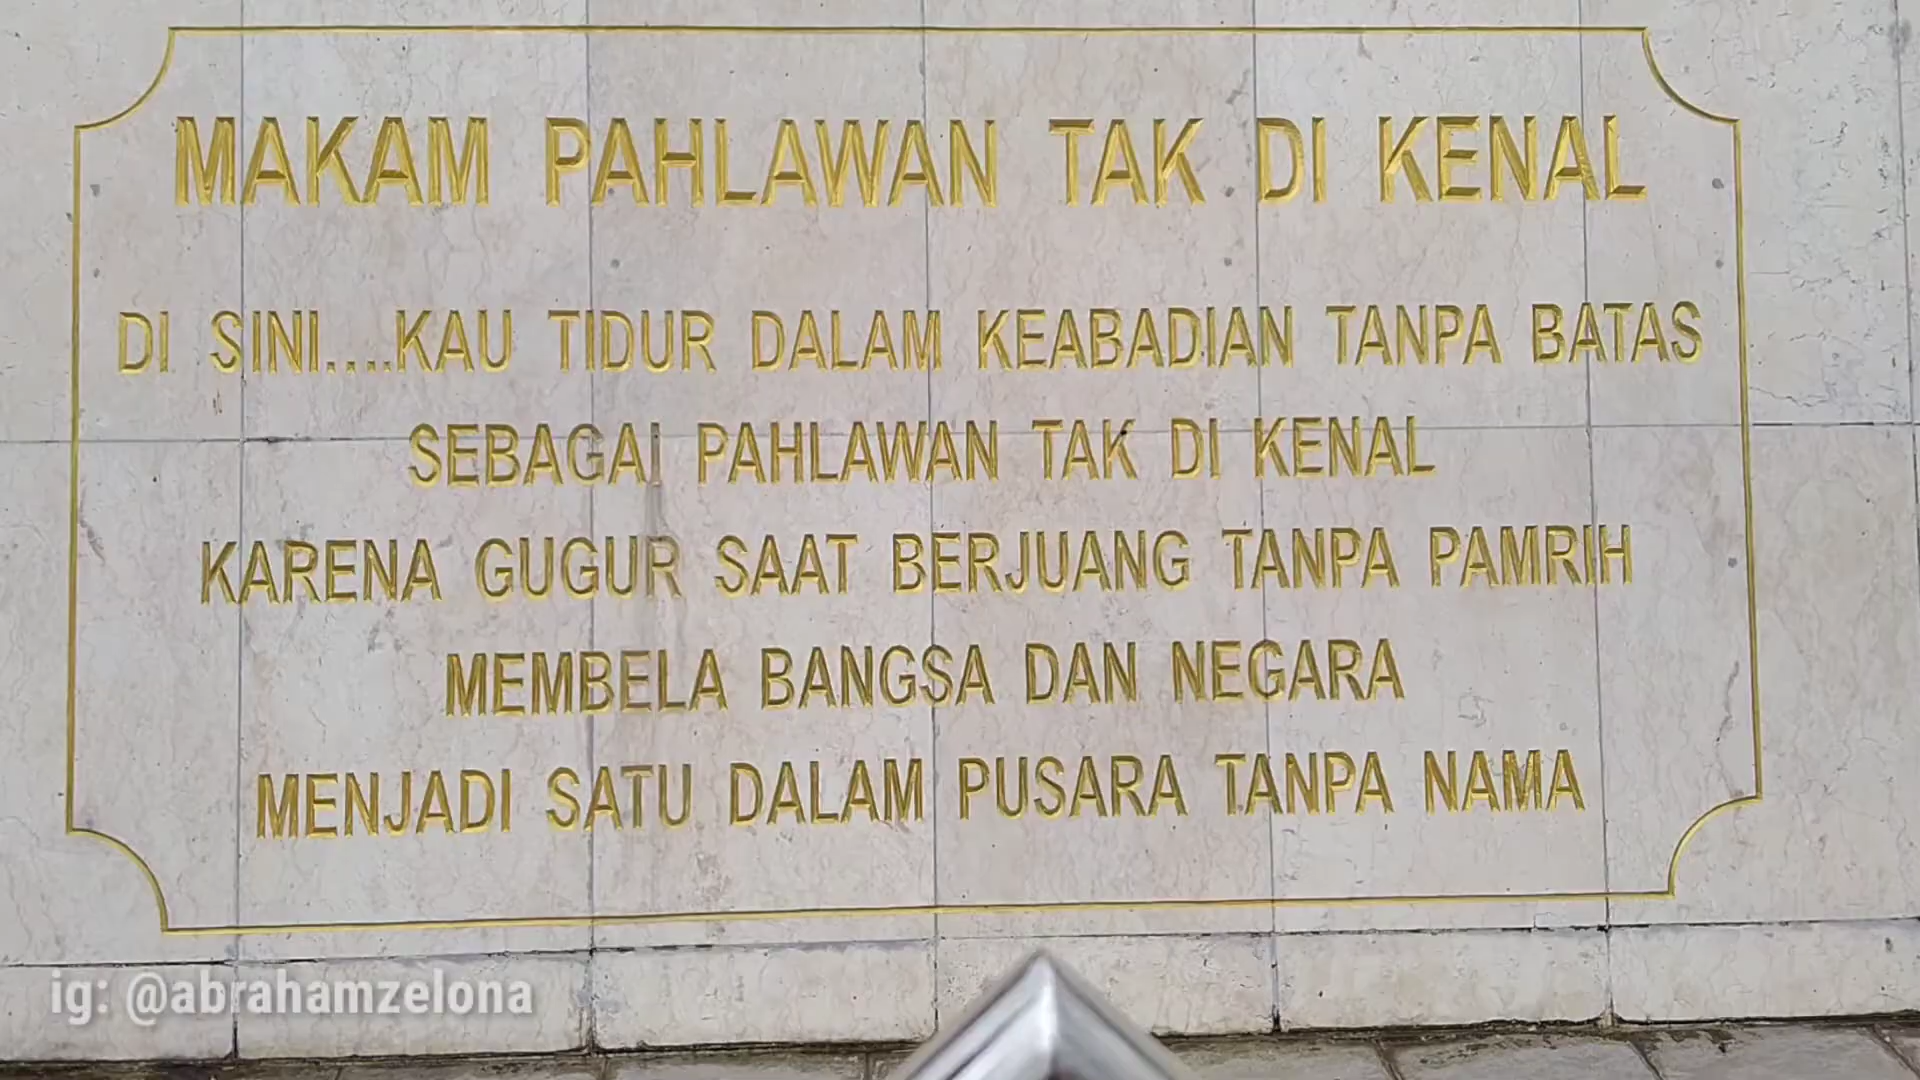 MAKAM PAHLAWAN TAK DI KENAL
DI SINI....KAU TIDUR DALAM KEABADIAN TANPA BATAS
SEBAGAI PAHLAWAN TAK DI KENAL
KARENA GUGUR SAAT BERJUANG TANPA PAMRIH
MEMBELA BANGSA DAN NEGARA
MENJADI SATU DALAM PUSARA TANPA NAMA
ig: @abrahamzelona